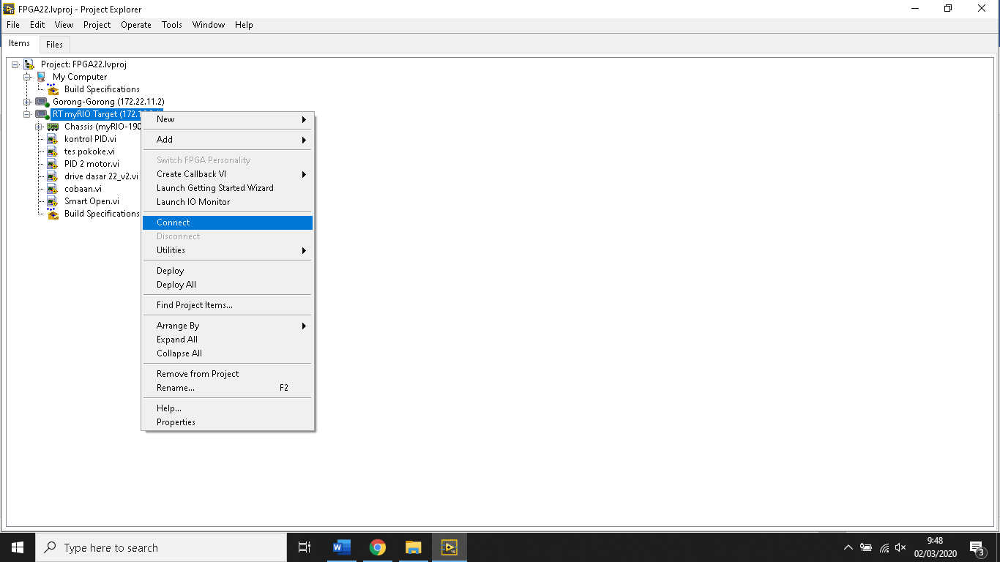 FPGA22.lvproj - Project Explorer
File Edit View Project Operate Tools Window Help
Items Files
Project: FPGA22.lvproj
My Computer
Build Specifications
Gorong-Gorong (172.22.11.2)
RT myRIO Target (172.
Chassis (myRIO-190
kontrol PID.vi
tes pokoke.vi
PID 2 motor.vi
drive dasar 22_v2.vi
cobaan.vi
Smart Open.vi
Build Specifications
New
Add
Switch FPGA Personality
Create Callback VI
Launch Getting Started Wizard
Launch IO Monitor
Connect
Disconnect
Utilities
Deploy
Deploy All
Find Project Items...
Arrange By
Expand All
Collapse All
Remove from Project
Rename... F2
Help...
Properties
Type here to search
9:48
02/03/2020
3